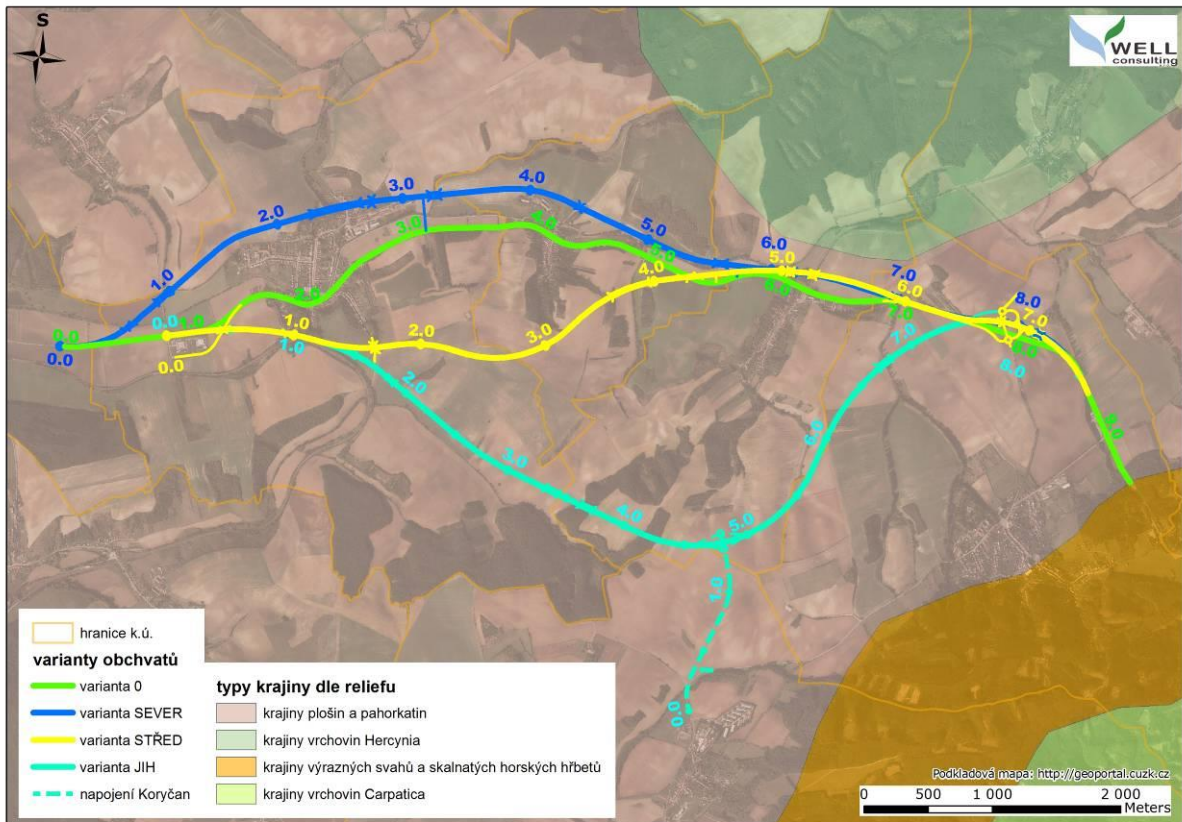 S
WELL
consulting
0.0
0.0
1.0
0.0
1.0
0.0
2.0
3.0
4.0
5.0
6.0
7.0
8.0
2.0
3.0
4.0
5.0
6.0
7.0
8.0
9.0
1.0
2.0
3.0
4.0
5.0
6.0
7.0
1.0
2.0
3.0
4.0
5.0
6.0
7.0
8.0
1.0
0.0
hranice k.ú.
varianty obchvatů
varianta 0
varianta SEVER
varianta STŘED
varianta JIH
napojení Koryčan
typy krajiny dle reliefu
krajiny plošin a pahorkatin
krajiny vrchovin Hercynia
krajiny výrazných svahů a skalnatých horských hřbetů
krajiny vrchovin Carpatica
Podkladová mapa: http://geoportal.cuzk.cz
0 500 1 000 2 000
Meters